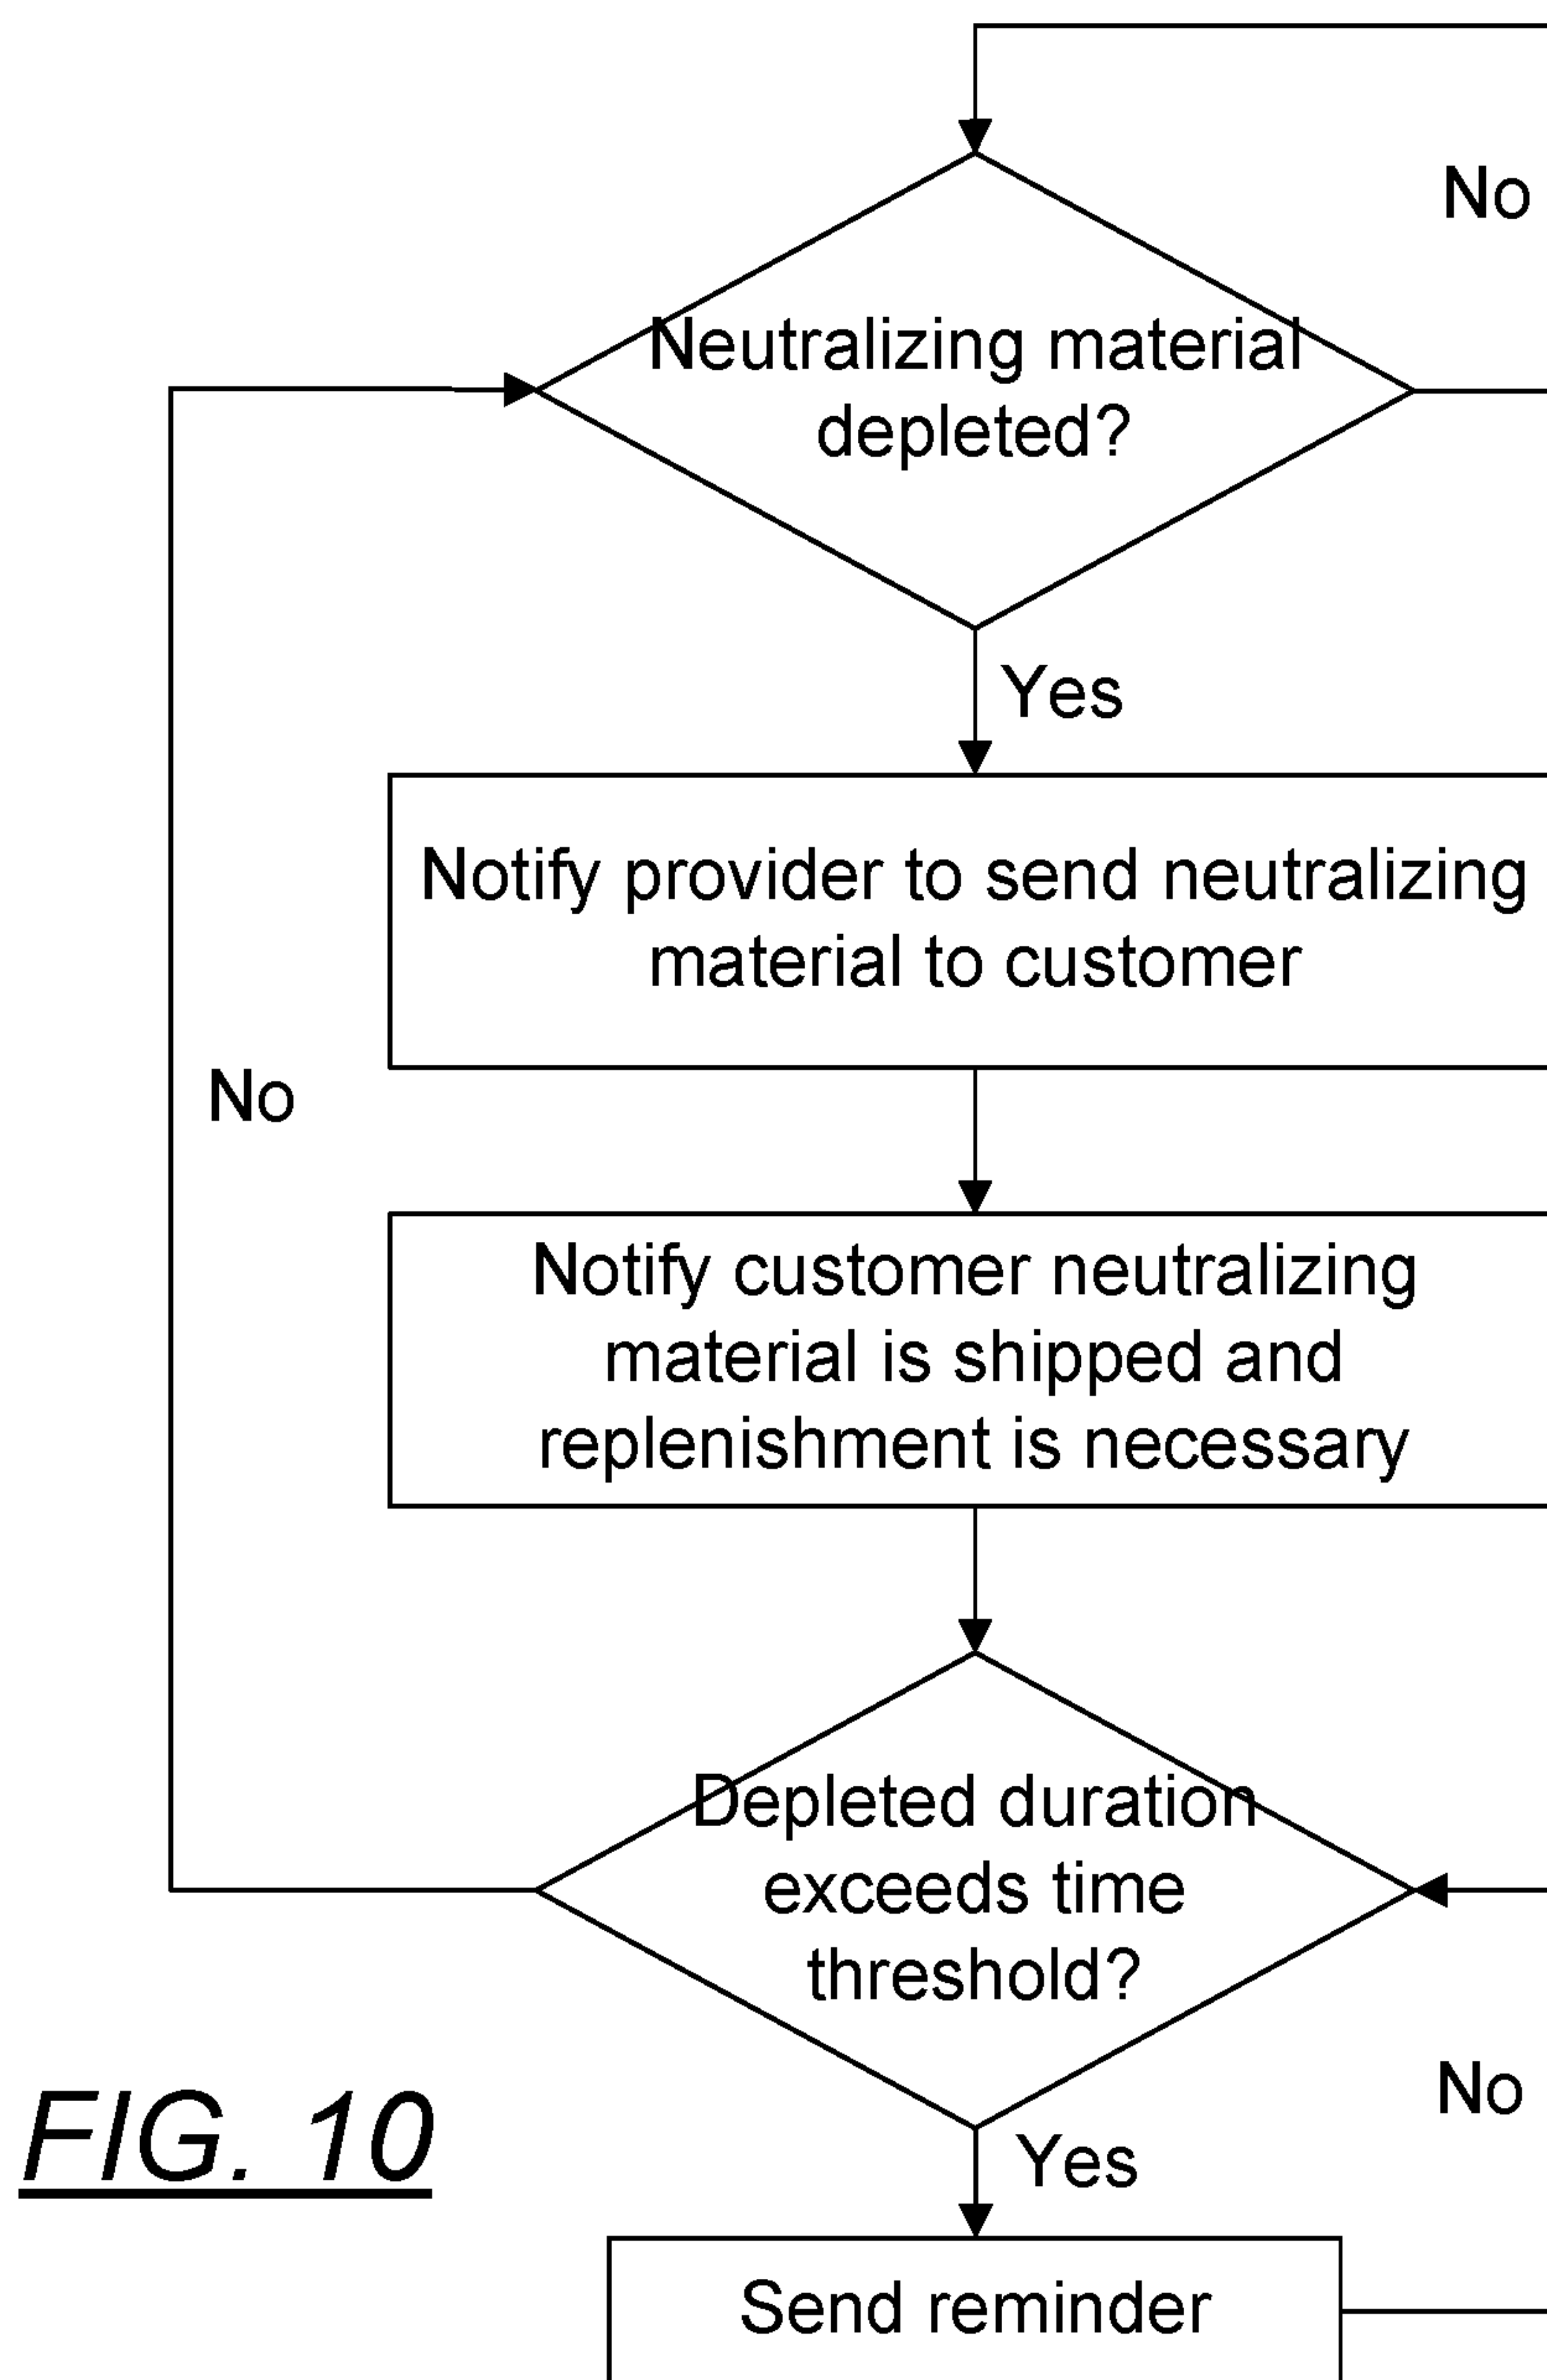 No
Neutralizing material
depleted?
Yes
Notify provider to send neutralizing
material to customer
No
Notify customer neutralizing
material is shipped and
replenishment is necessary
Depleted duration
exceeds time
threshold?
No
Yes
FIG. 10
Send reminder